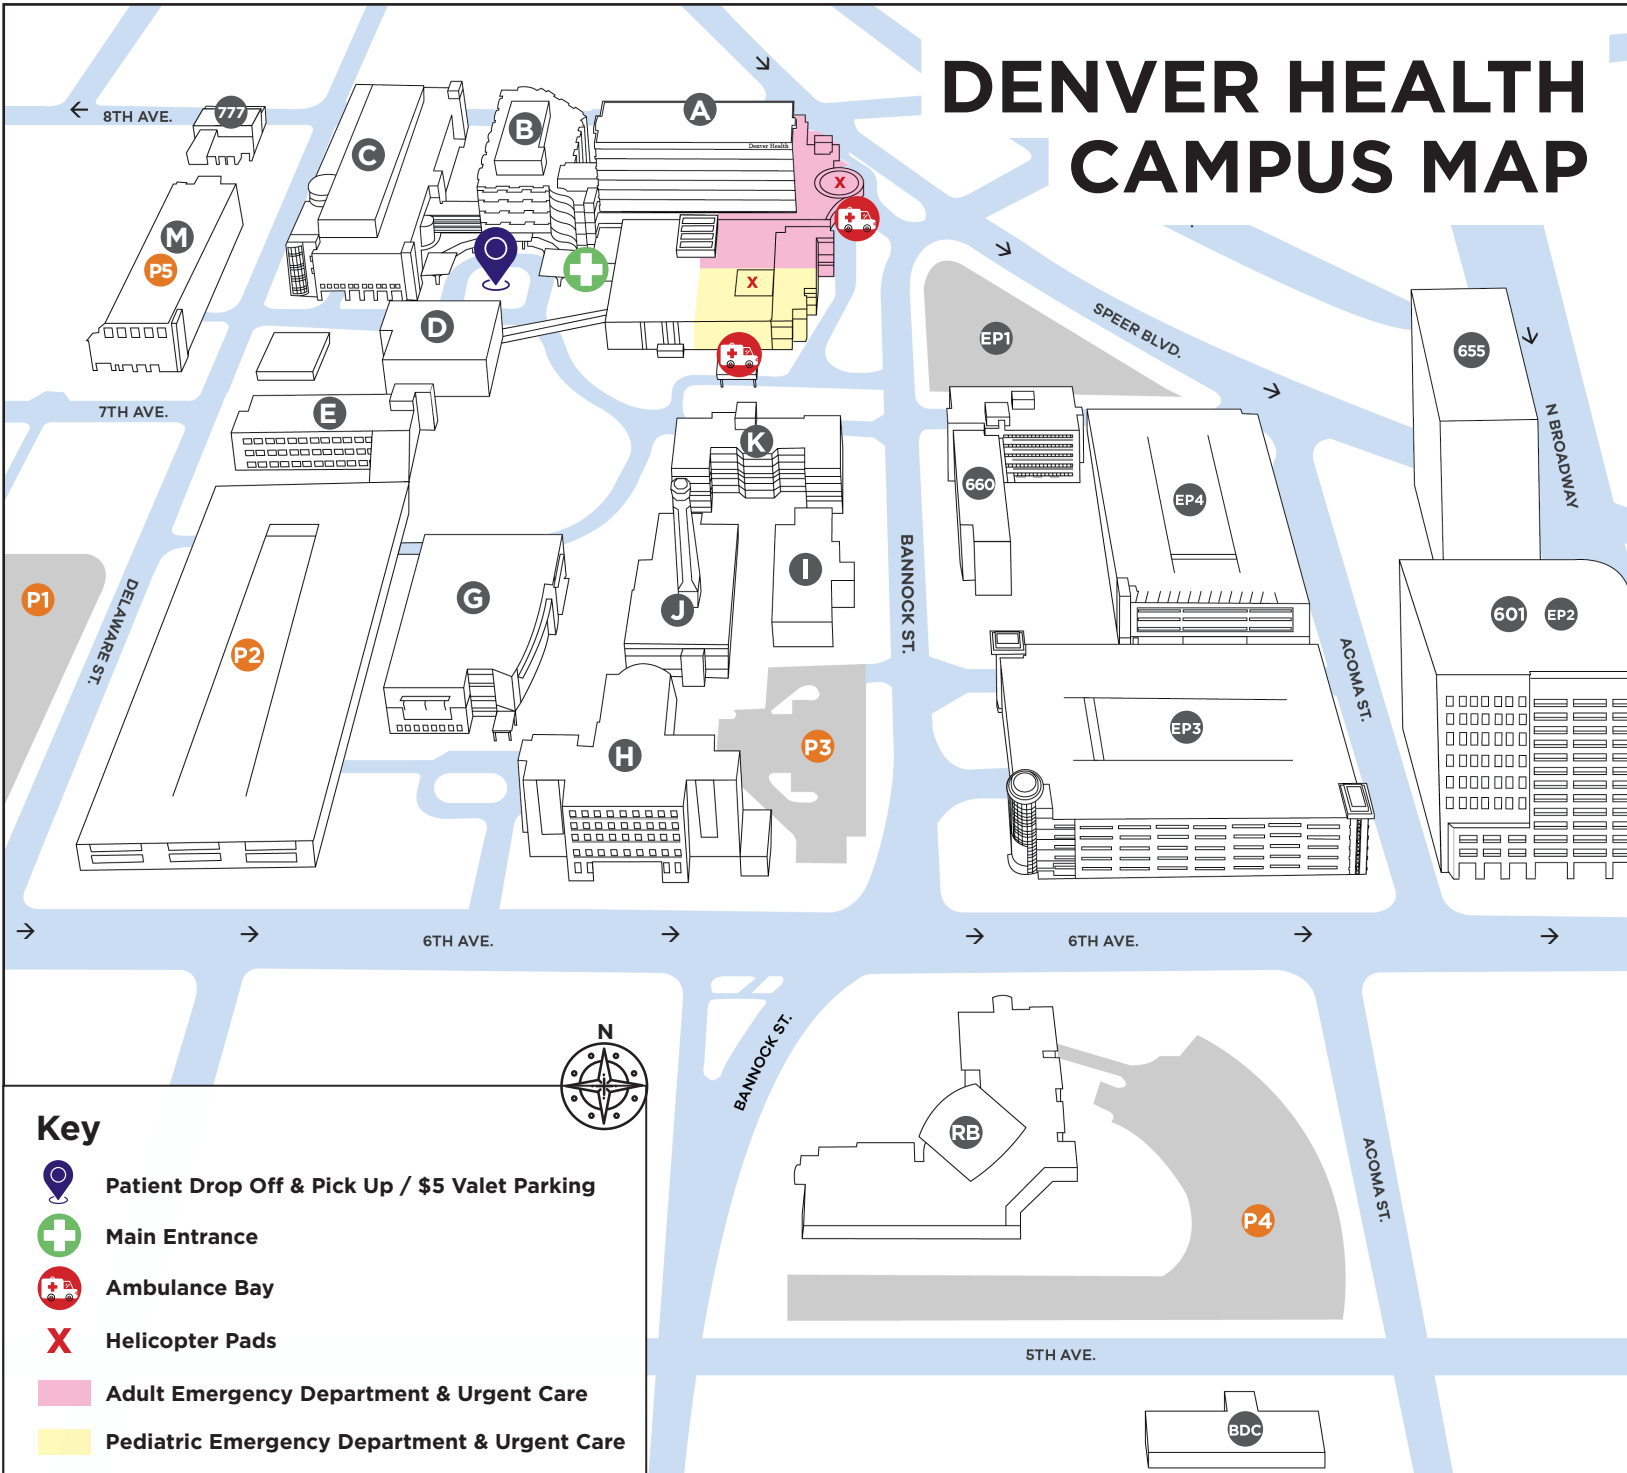 DENVER HEALTH
CAMPUS MAP
8TH AVE.
777
C
B
A
Denver Health
X
M
P5
X
D
EP1
SPEER BLVD.
655
7TH AVE.
E
K
N BROADWAY
660
EP4
P1
DELAWARE ST.
P2
G
J
I
BANNOCK ST.
601
EP2
ACOMA ST.
H
P3
EP3
6TH AVE.
6TH AVE.
N
BANNOCK ST.
RB
P4
ACOMA ST.
5TH AVE.
BDC
Key
Patient Drop Off & Pick Up / $5 Valet Parking
Main Entrance
Ambulance Bay
X Helicopter Pads
Adult Emergency Department & Urgent Care
Pediatric Emergency Department & Urgent Care